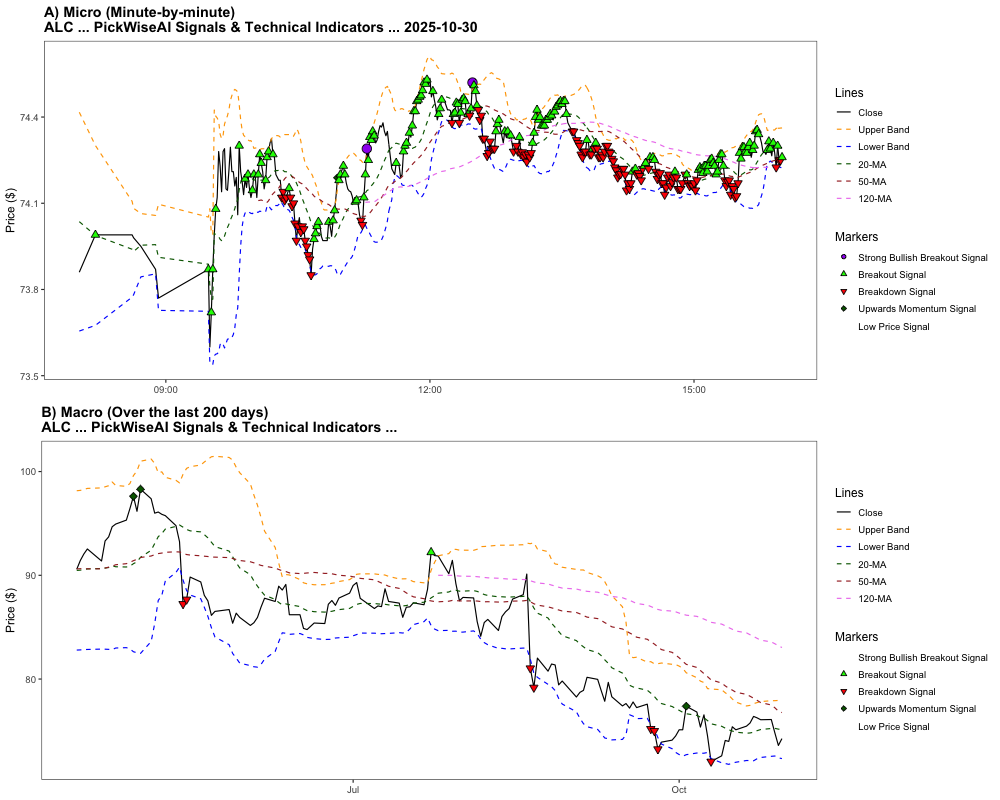 A) Micro (Minute-by-minute)
ALC ... PickWiseAI Signals & Technical Indicators ... 2025-10-30
Price ($)
74.4
74.1
73.8
73.5
09:00
12:00
15:00
Lines
Close
Upper Band
Lower Band
20-MA
50-MA
120-MA
Markers
Strong Bullish Breakout Signal
Breakout Signal
Breakdown Signal
Upwards Momentum Signal
Low Price Signal
B) Macro (Over the last 200 days)
ALC ... PickWiseAI Signals & Technical Indicators ...
Price ($)
100
90
80
Jul
Oct
Lines
Close
Upper Band
Lower Band
20-MA
50-MA
120-MA
Markers
Strong Bullish Breakout Signal
Breakout Signal
Breakdown Signal
Upwards Momentum Signal
Low Price Signal